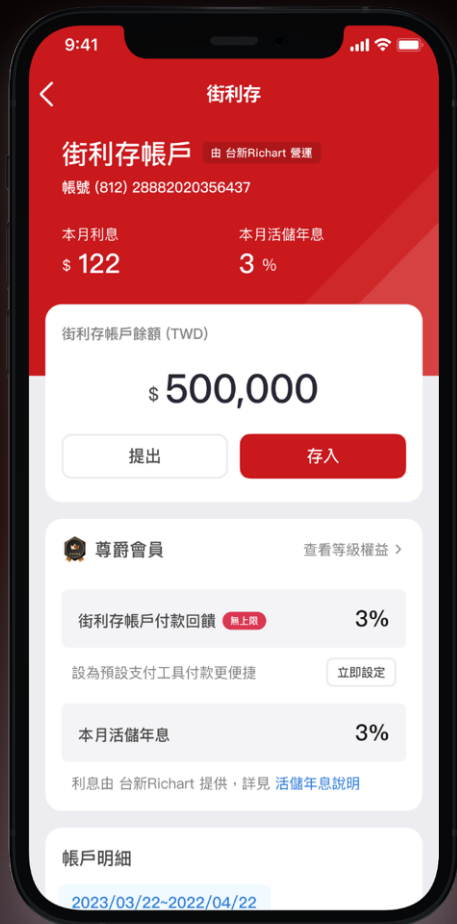 9:41
街利存
街利存帳戶 由 台新Richart 營運
帳號 (812) 28882020356437
本月利息 本月活儲年息
$ 122 3 %
街利存帳戶餘額 (TWD)
$ 500,000
提出 存入
尊爵會員 查看等級權益 >
街利存帳戶付款回饋 無上限 3%
設為預設支付工具付款更便捷 立即設定
本月活儲年息 3%
利息由 台新Richart 提供，詳見 活儲年息說明
帳戶明細
2023/03/22~2022/04/22